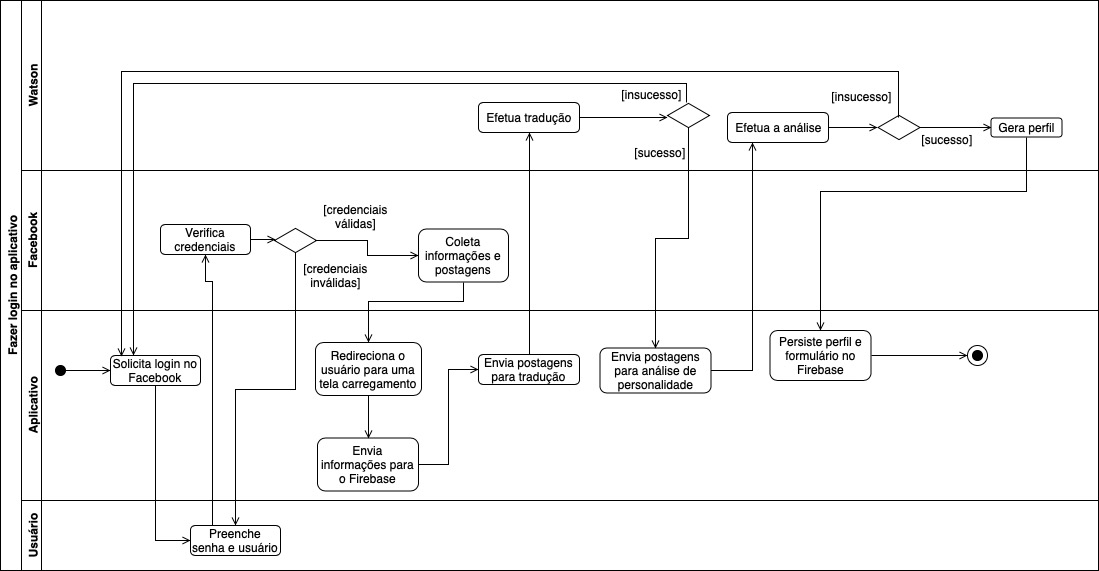 Fazer login no aplicativo
Watson
[insucesso]
Efetua tradução
[sucesso]
[insucesso]
Efetua a análise
[sucesso]
Gera perfil
Facebook
Verifica
credenciais
[credenciais
válidas]
[credenciais
inválidas]
Coleta
informações e
postagens
Aplicativo
Solicita login no
Facebook
Redireciona o
usuário para uma
tela carregamento
Envia
informações para
o Firebase
Envia postagens
para tradução
Envia postagens
para análise de
personalidade
Persiste perfil e
formulário no
Firebase
Usuário
Preenche
senha e usuário